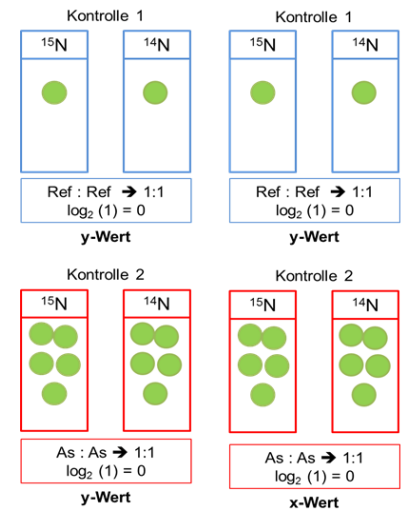 Kontrolle 1
¹⁵N ¹⁴N
Ref : Ref ➔ 1:1
log₂ (1) = 0
y-Wert
Kontrolle 1
¹⁵N ¹⁴N
Ref : Ref ➔ 1:1
log₂ (1) = 0
y-Wert
Kontrolle 2
¹⁵N ¹⁴N
As : As ➔ 1:1
log₂ (1) = 0
y-Wert
Kontrolle 2
¹⁵N ¹⁴N
As : As ➔ 1:1
log₂ (1) = 0
x-Wert